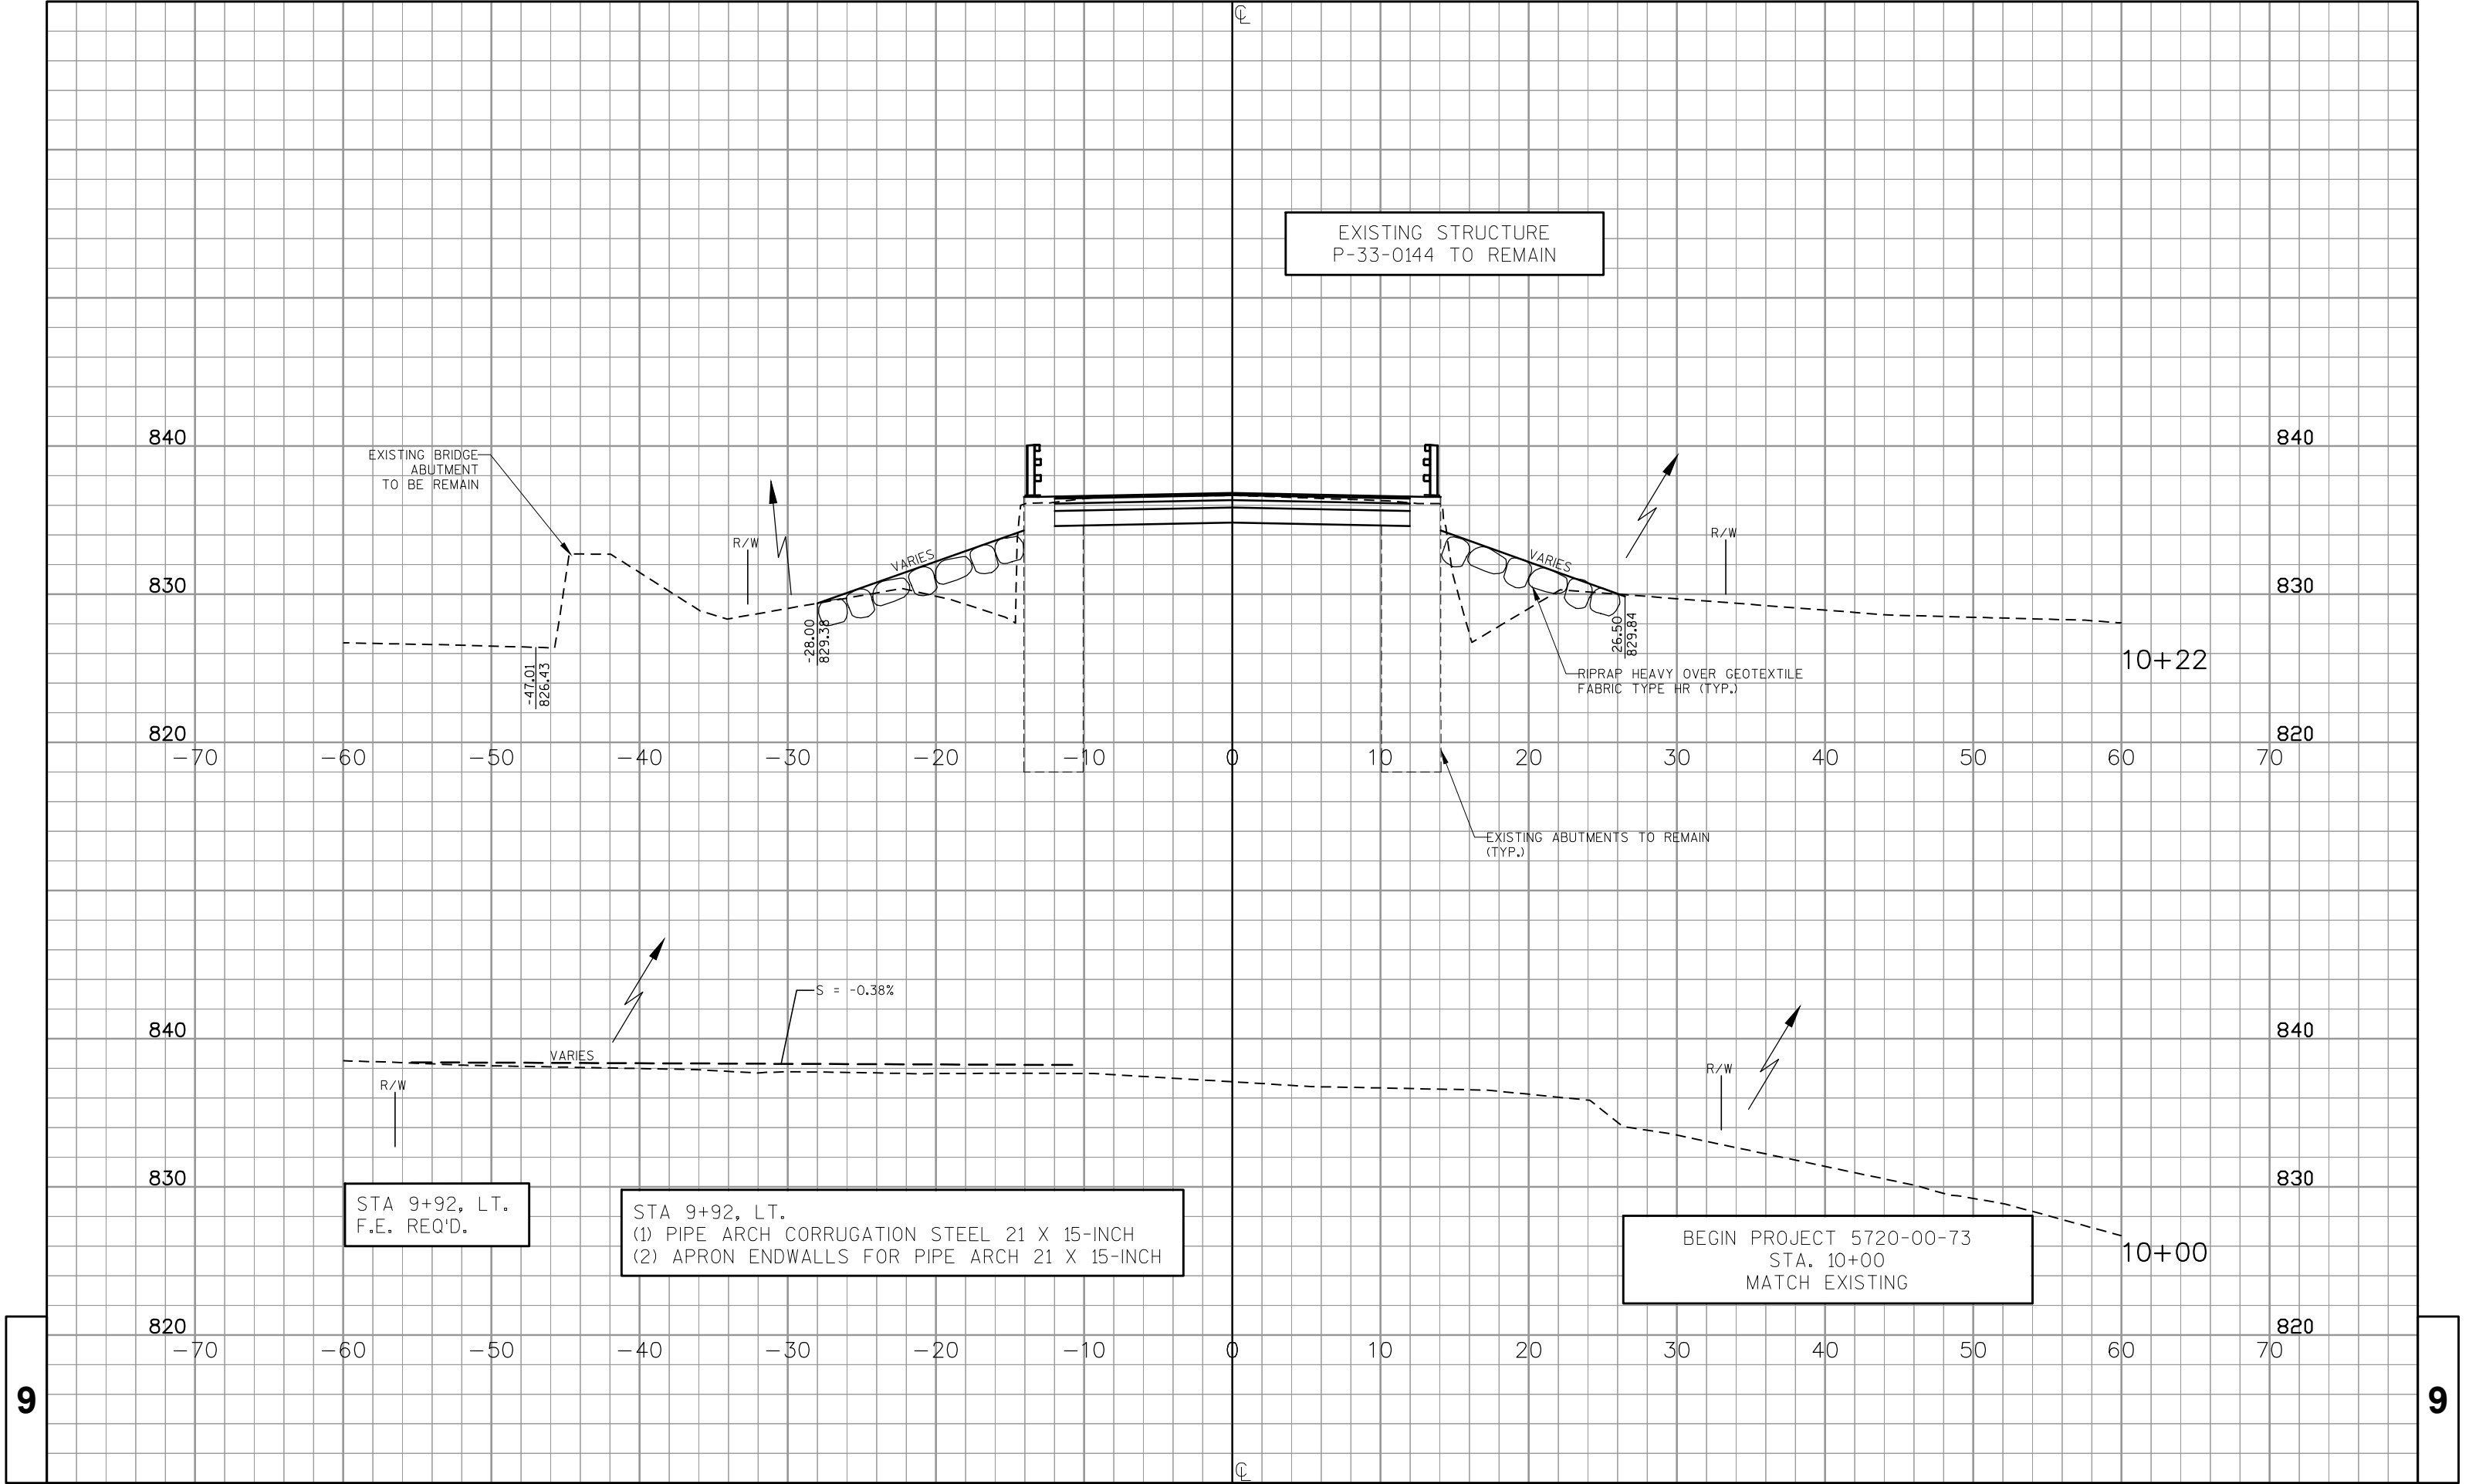 ℄
EXISTING STRUCTURE
P-33-0144 TO REMAIN
840
840
EXISTING BRIDGE
ABUTMENT
TO BE REMAIN
R/W
VARIES
VARIES
R/W
830
830
-28.00
829.38
26.50
829.84
-47.01
826.43
RIPRAP HEAVY OVER GEOTEXTILE
FABRIC TYPE HR (TYP.)
10+22
820
820
-70 -60 -50 -40 -30 -20 -10 0 10 20 30 40 50 60 70
EXISTING ABUTMENTS TO REMAIN
(TYP.)
S = -0.38%
840
840
VARIES
R/W
R/W
830
830
STA 9+92, LT.
F.E. REQ'D.
STA 9+92, LT.
(1) PIPE ARCH CORRUGATION STEEL 21 X 15-INCH
(2) APRON ENDWALLS FOR PIPE ARCH 21 X 15-INCH
BEGIN PROJECT 5720-00-73
STA. 10+00
MATCH EXISTING
10+00
820
820
-70 -60 -50 -40 -30 -20 -10 0 10 20 30 40 50 60 70
9
9
℄